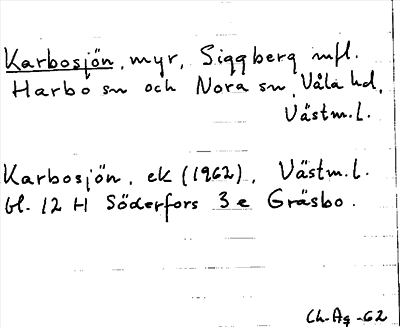 Karbosjön, myr, Siggberg mfl.
Harbo sn och Nora sn, Våla hd,
Västm.l.
Karbosjön, ek (1962), Västm.l.
bl. 12 H Söderfors 3 e Gräsbo.
Ch-Ag -62